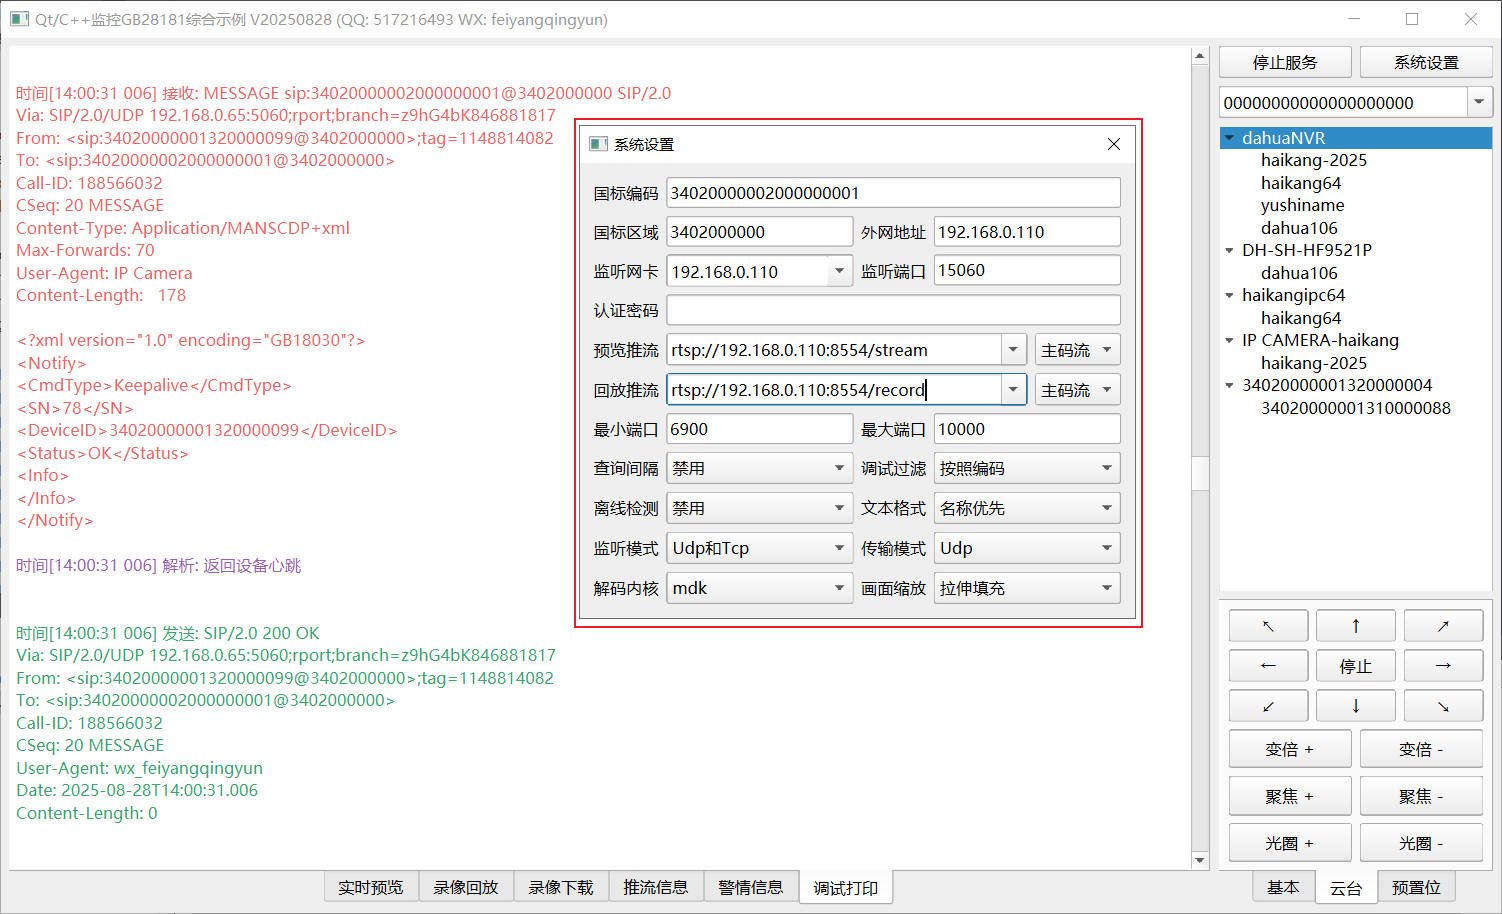 Qt/C++监控GB28181综合示例 V20250828 (QQ: 517216493 WX: feiyangqingyun)
时间[14:00:31 006] 接收: MESSAGE sip:34020000002000000001@3402000000 SIP/2.0
Via: SIP/2.0/UDP 192.168.0.65:5060;rport;branch=z9hG4bK846881817
From: <sip:34020000001320000099@3402000000>;tag=1148814082
To: <sip:34020000002000000001@3402000000>
Call-ID: 188566032
CSeq: 20 MESSAGE
Content-Type: Application/MANSCDP+xml
Max-Forwards: 70
User-Agent: IP Camera
Content-Length:   178
<?xml version="1.0" encoding="GB18030"?>
<Notify>
<CmdType>Keepalive</CmdType>
<SN>78</SN>
<DeviceID>34020000001320000099</DeviceID>
<Status>OK</Status>
<Info>
</Info>
</Notify>
时间[14:00:31 006] 解析: 返回设备心跳
时间[14:00:31 006] 发送: SIP/2.0 200 OK
Via: SIP/2.0/UDP 192.168.0.65:5060;rport;branch=z9hG4bK846881817
From: <sip:34020000001320000099@3402000000>;tag=1148814082
To: <sip:34020000002000000001@3402000000>
Call-ID: 188566032
CSeq: 20 MESSAGE
User-Agent: wx_feiyangqingyun
Date: 2025-08-28T14:00:31.006
Content-Length: 0
系统设置
国标编码 34020000002000000001
国标区域 3402000000 外网地址 192.168.0.110
监听网卡 192.168.0.110 监听端口 15060
认证密码
预览推流 rtsp://192.168.0.110:8554/stream 主码流
回放推流 rtsp://192.168.0.110:8554/record 主码流
最小端口 6900 最大端口 10000
查询间隔 禁用 调试过滤 按照编码
离线检测 禁用 文本格式 名称优先
监听模式 Udp和Tcp 传输模式 Udp
解码内核 mdk 画面缩放 拉伸填充
停止服务 系统设置
00000000000000000000
dahuaNVR
haikang-2025
haikang64
yushiname
dahua106
DH-SH-HF9521P
dahua106
haikangipc64
haikang64
IP CAMERA-haikang
haikang-2025
34020000001320000004
34020000001310000088
↖ ↑ ↗
← 停止 →
↙ ↓ ↘
变倍 + 变倍 -
聚焦 + 聚焦 -
光圈 + 光圈 -
实时预览 录像回放 录像下载 推流信息 警情信息 调试打印
基本 云台 预置位